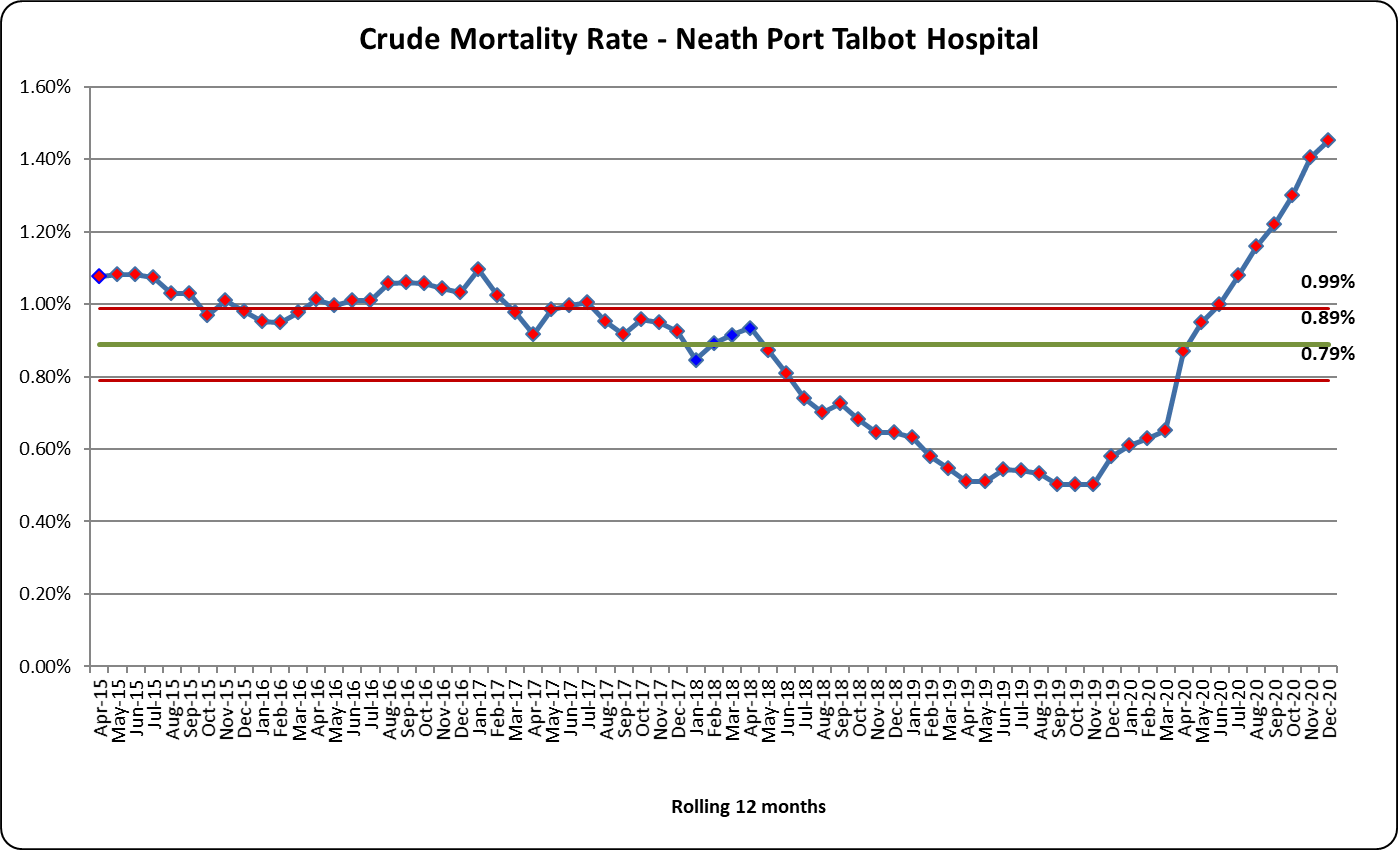 Crude Mortality Rate - Neath Port Talbot Hospital
1.60%
1.40%
1.20%
1.00%
0.80%
0.60%
0.40%
0.20%
0.00%
0.99%
0.89%
0.79%
Apr-15
May-15
Jun-15
Jul-15
Aug-15
Sep-15
Oct-15
Nov-15
Dec-15
Jan-16
Feb-16
Mar-16
Apr-16
May-16
Jun-16
Jul-16
Aug-16
Sep-16
Oct-16
Nov-16
Dec-16
Jan-17
Feb-17
Mar-17
Apr-17
May-17
Jun-17
Jul-17
Aug-17
Sep-17
Oct-17
Nov-17
Dec-17
Jan-18
Feb-18
Mar-18
Apr-18
May-18
Jun-18
Jul-18
Aug-18
Sep-18
Oct-18
Nov-18
Dec-18
Jan-19
Feb-19
Mar-19
Apr-19
May-19
Jun-19
Jul-19
Aug-19
Sep-19
Oct-19
Nov-19
Dec-19
Jan-20
Feb-20
Mar-20
Apr-20
May-20
Jun-20
Jul-20
Aug-20
Sep-20
Oct-20
Nov-20
Dec-20
Rolling 12 months